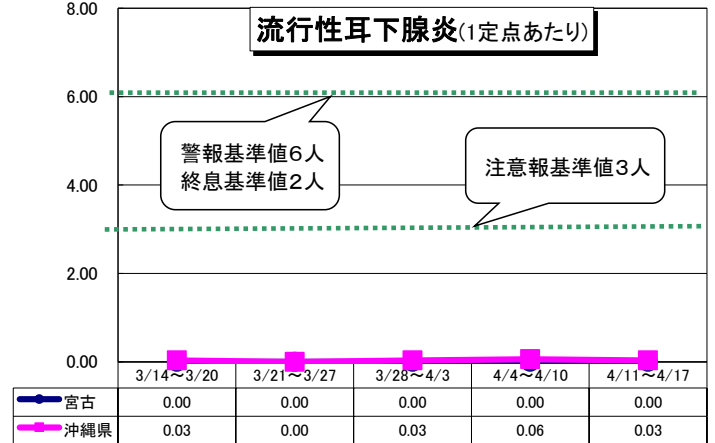 流行性耳下腺炎(1定点あたり)
8.00
6.00
警報基準値6人
終息基準値2人
注意報基準値3人
4.00
2.00
0.00
3/14～3/20 3/21～3/27 3/28～4/3 4/4～4/10 4/11～4/17
宮古 0.00 0.00 0.00 0.00 0.00
沖縄県 0.03 0.00 0.03 0.06 0.03